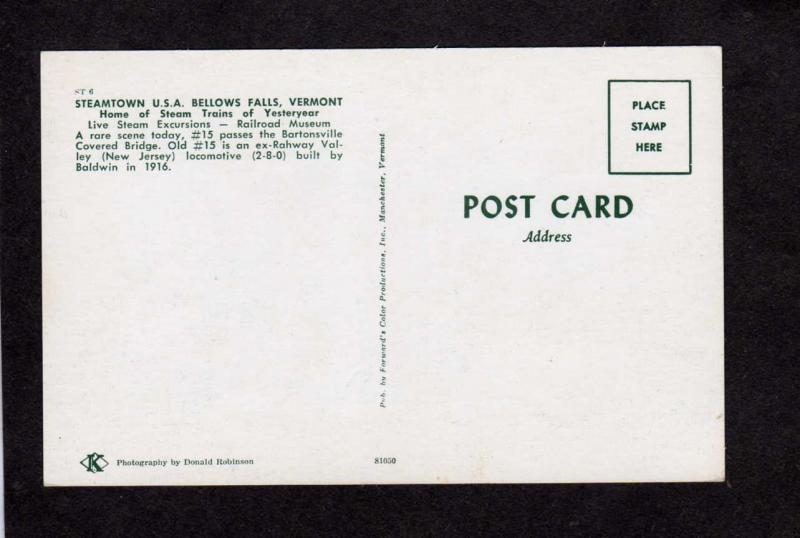 ST 6
STEAMTOWN U.S.A. BELLOWS FALLS, VERMONT
Home of Steam Trains of Yesteryear
Live Steam Excursions — Railroad Museum
A rare scene today, #15 passes the Bartonsville
Covered Bridge. Old #15 is an ex-Rahway Val-
ley (New Jersey) locomotive (2-8-0) built by
Baldwin in 1916.
Pub. by Forward's Color Productions, Inc., Manchester, Vermont
PLACE
STAMP
HERE
POST CARD
Address
K Photography by Donald Robinson
81050